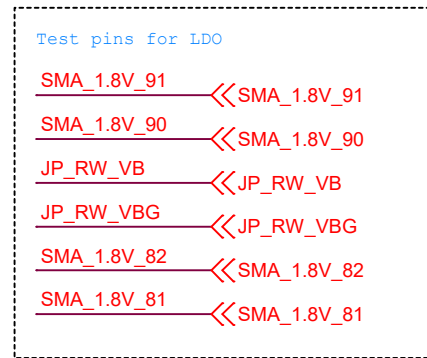 Test pins for LDO
SMA_1.8V_91
SMA_1.8V_91
SMA_1.8V_90
SMA_1.8V_90
JP_RW_VB
JP_RW_VB
JP_RW_VBG
JP_RW_VBG
SMA_1.8V_82
SMA_1.8V_82
SMA_1.8V_81
SMA_1.8V_81